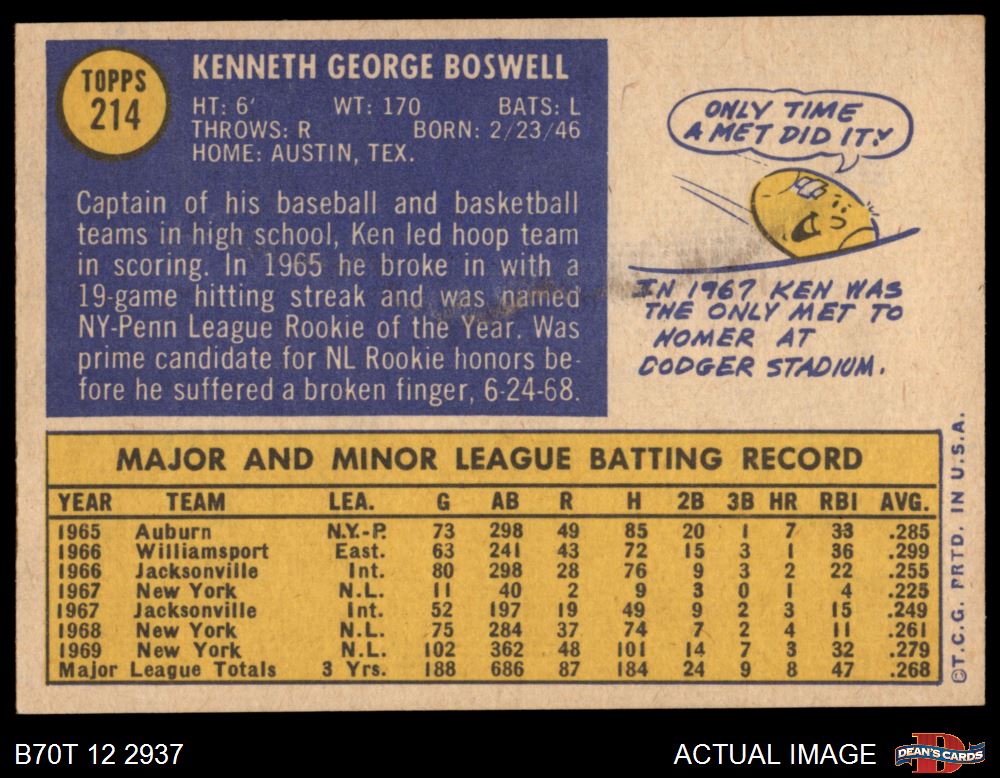 TOPPS
214
KENNETH GEORGE BOSWELL
HT: 6' WT: 170 BATS: L
THROWS: R BORN: 2/23/46
HOME: AUSTIN, TEX.
Captain of his baseball and basketball
teams in high school, Ken led hoop team
in scoring. In 1965 he broke in with a
19-game hitting streak and was named
NY-Penn League Rookie of the Year. Was
prime candidate for NL Rookie honors be-
fore he suffered a broken finger, 6-24-68.
ONLY TIME
A MET DID IT!
IN 1967 KEN WAS
THE ONLY MET TO
HOMER AT
DODGER STADIUM.
MAJOR AND MINOR LEAGUE BATTING RECORD
YEAR TEAM LEA. G AB R H 2B 3B HR RBI AVG.
1965 Auburn N.Y.-P. 73 298 49 85 20 1 7 33 .285
1966 Williamsport East. 63 241 43 72 15 3 1 36 .299
1966 Jacksonville Int. 80 298 28 76 9 3 2 22 .255
1967 New York N.L. 11 40 2 9 3 0 1 4 .225
1967 Jacksonville Int. 52 197 19 49 9 2 3 15 .249
1968 New York N.L. 75 284 37 74 7 2 4 11 .261
1969 New York N.L. 102 362 48 101 14 7 3 32 .279
Major League Totals 3 Yrs. 188 686 87 184 24 9 8 47 .268
©T.C.G. PRTD. IN U.S.A.
B70T 12 2937
ACTUAL IMAGE
DEAN'S CARDS